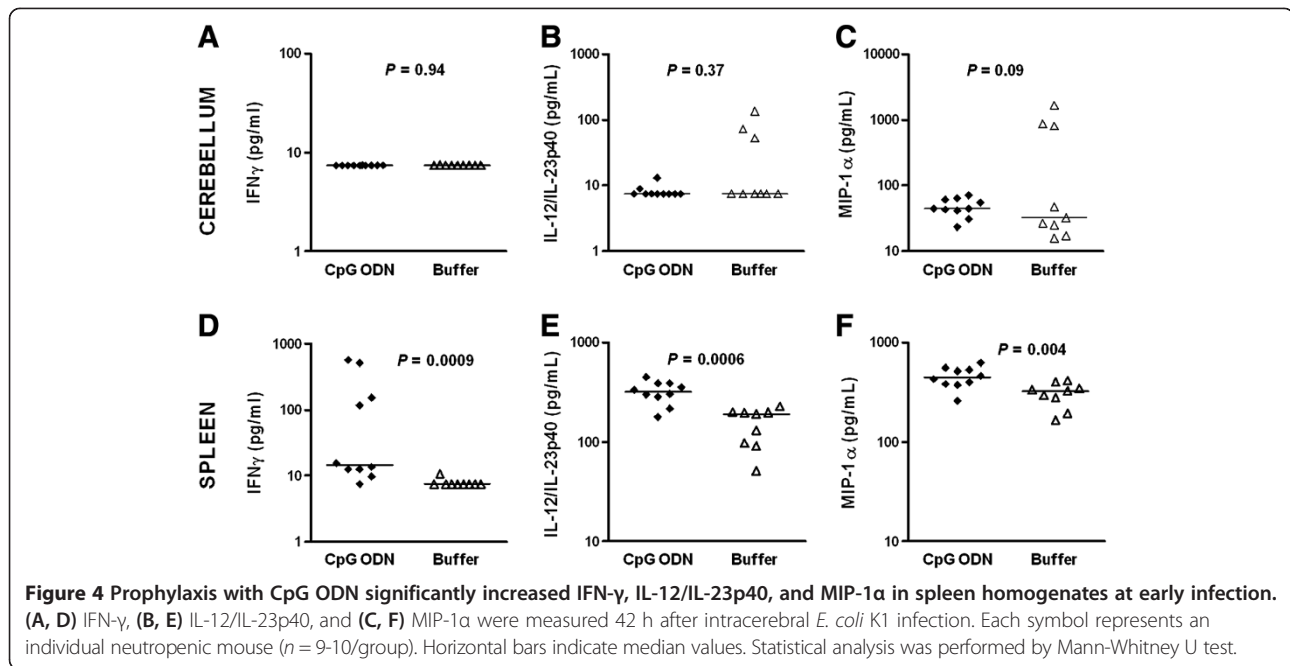 A
B
C
CEREBELLUM
IFNγ (pg/ml)
100
10
1
P = 0.94
CpG ODN Buffer
IL-12/IL-23p40 (pg/mL)
1000
100
10
1
P = 0.37
CpG ODN Buffer
MIP-1 α (pg/mL)
10000
1000
100
10
P = 0.09
CpG ODN Buffer
D
E
F
SPLEEN
IFNγ (pg/ml)
1000
100
10
1
P = 0.0009
CpG ODN Buffer
IL-12/IL-23p40 (pg/mL)
1000
100
10
P = 0.0006
CpG ODN Buffer
MIP-1 α (pg/mL)
1000
100
10
P = 0.004
CpG ODN Buffer
Figure 4 Prophylaxis with CpG ODN significantly increased IFN-γ, IL-12/IL-23p40, and MIP-1α in spleen homogenates at early infection.
(A, D) IFN-γ, (B, E) IL-12/IL-23p40, and (C, F) MIP-1α were measured 42 h after intracerebral E. coli K1 infection. Each symbol represents an
individual neutropenic mouse (n = 9-10/group). Horizontal bars indicate median values. Statistical analysis was performed by Mann-Whitney U test.